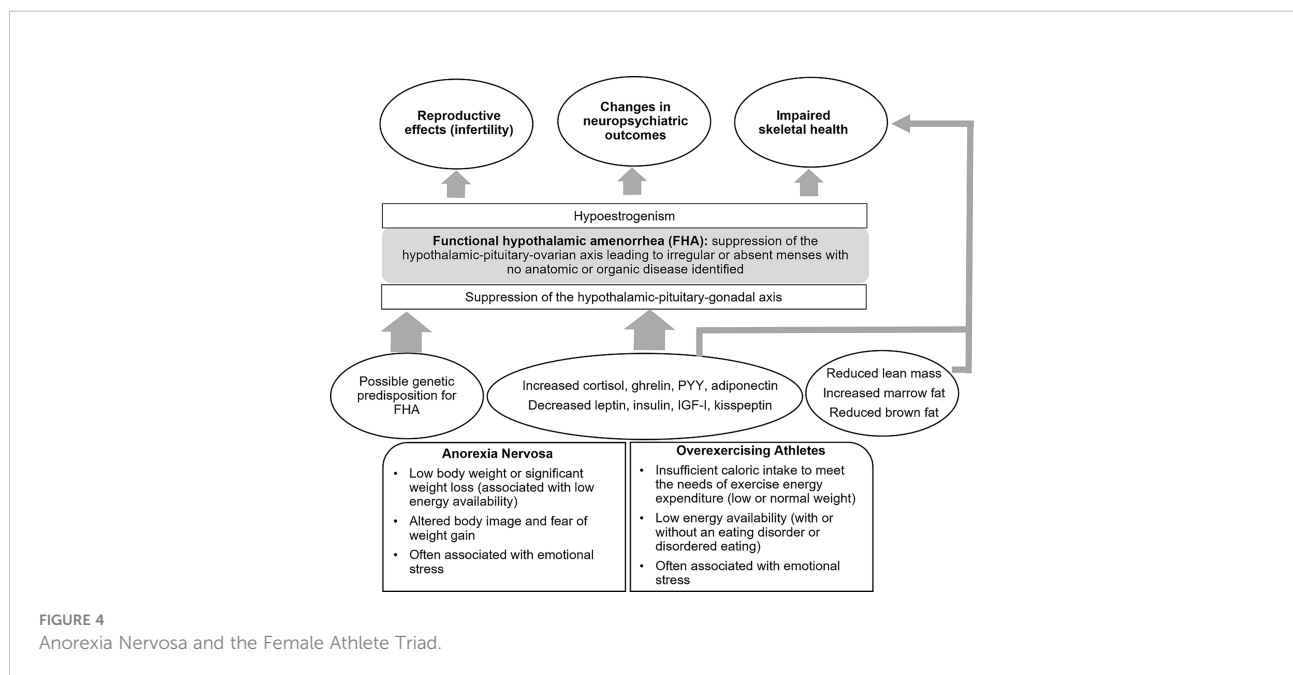 Reproductive
effects (infertility)
Changes in
neuropsychiatric
outcomes
Impaired
skeletal health
Hypoestrogenism
Functional hypothalamic amenorrhea (FHA): suppression of the
hypothalamic-pituitary-ovarian axis leading to irregular or absent menses with
no anatomic or organic disease identified
Suppression of the hypothalamic-pituitary-gonadal axis
Possible genetic
predisposition for
FHA
Increased cortisol, ghrelin, PYY, adiponectin
Decreased leptin, insulin, IGF-I, kisspeptin
Reduced lean mass
Increased marrow fat
Reduced brown fat
Anorexia Nervosa
• Low body weight or significant
weight loss (associated with low
energy availability)
• Altered body image and fear of
weight gain
• Often associated with emotional
stress
Overexercising Athletes
• Insufficient caloric intake to meet
the needs of exercise energy
expenditure (low or normal weight)
• Low energy availability (with or
without an eating disorder or
disordered eating)
• Often associated with emotional
stress
FIGURE 4
Anorexia Nervosa and the Female Athlete Triad.